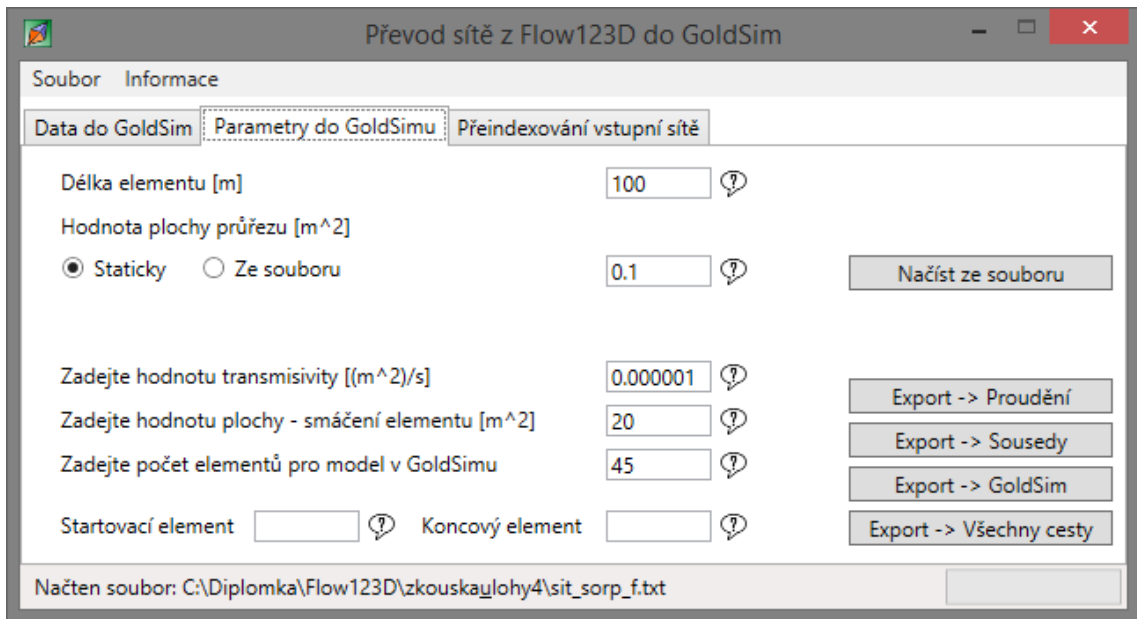 Převod sítě z Flow123D do GoldSim
Soubor Informace
Data do GoldSim Parametry do GoldSimu Přeindexování vstupní sítě
Délka elementu [m] 100
Hodnota plochy průřezu [m^2]
Staticky Ze souboru 0.1 Načíst ze souboru
Zadejte hodnotu transmisivity [(m^2)/s] 0.000001
Export -> Proudění
Zadejte hodnotu plochy - smáčení elementu [m^2] 20
Export -> Sousedy
Zadejte počet elementů pro model v GoldSimu 45
Export -> GoldSim
Startovací element Koncový element Export -> Všechny cesty
Načten soubor: C:\Diplomka\Flow123D\zkouskaulohy4\sit_sorp_f.txt